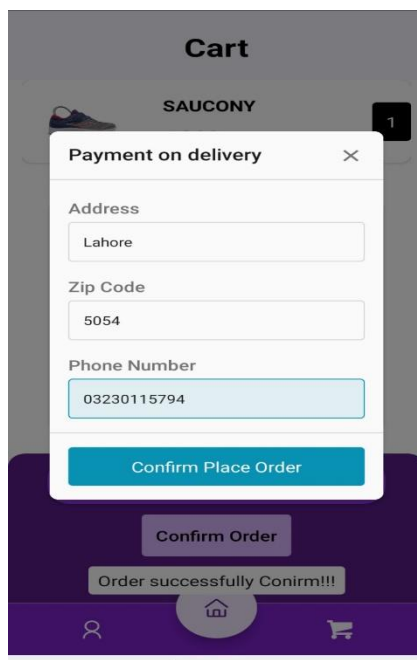 Cart
SAUCONY
1
Payment on delivery
Address
Lahore
Zip Code
5054
Phone Number
03230115794
Confirm Place Order
Confirm Order
Order successfully Conirm!!!